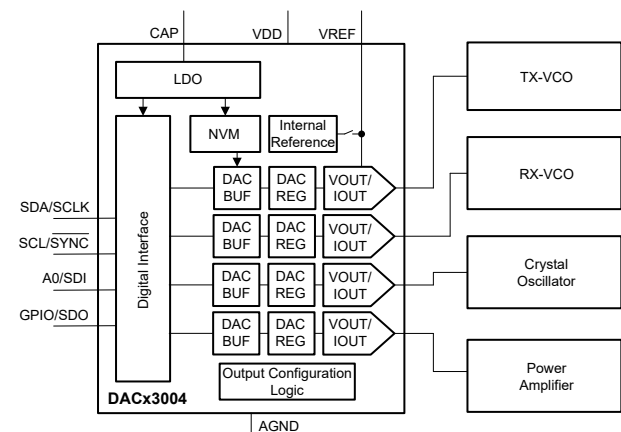 CAP
VDD
VREF
LDO
NVM
Internal
Reference
DAC
BUF
DAC
REG
VOUT/
IOUT
DAC
BUF
DAC
REG
VOUT/
IOUT
DAC
BUF
DAC
REG
VOUT/
IOUT
DAC
BUF
DAC
REG
VOUT/
IOUT
Digital Interface
SDA/SCLK
SCL/SYNC
A0/SDI
GPIO/SDO
Output Configuration
Logic
DACx3004
AGND
TX-VCO
RX-VCO
Crystal
Oscillator
Power
Amplifier